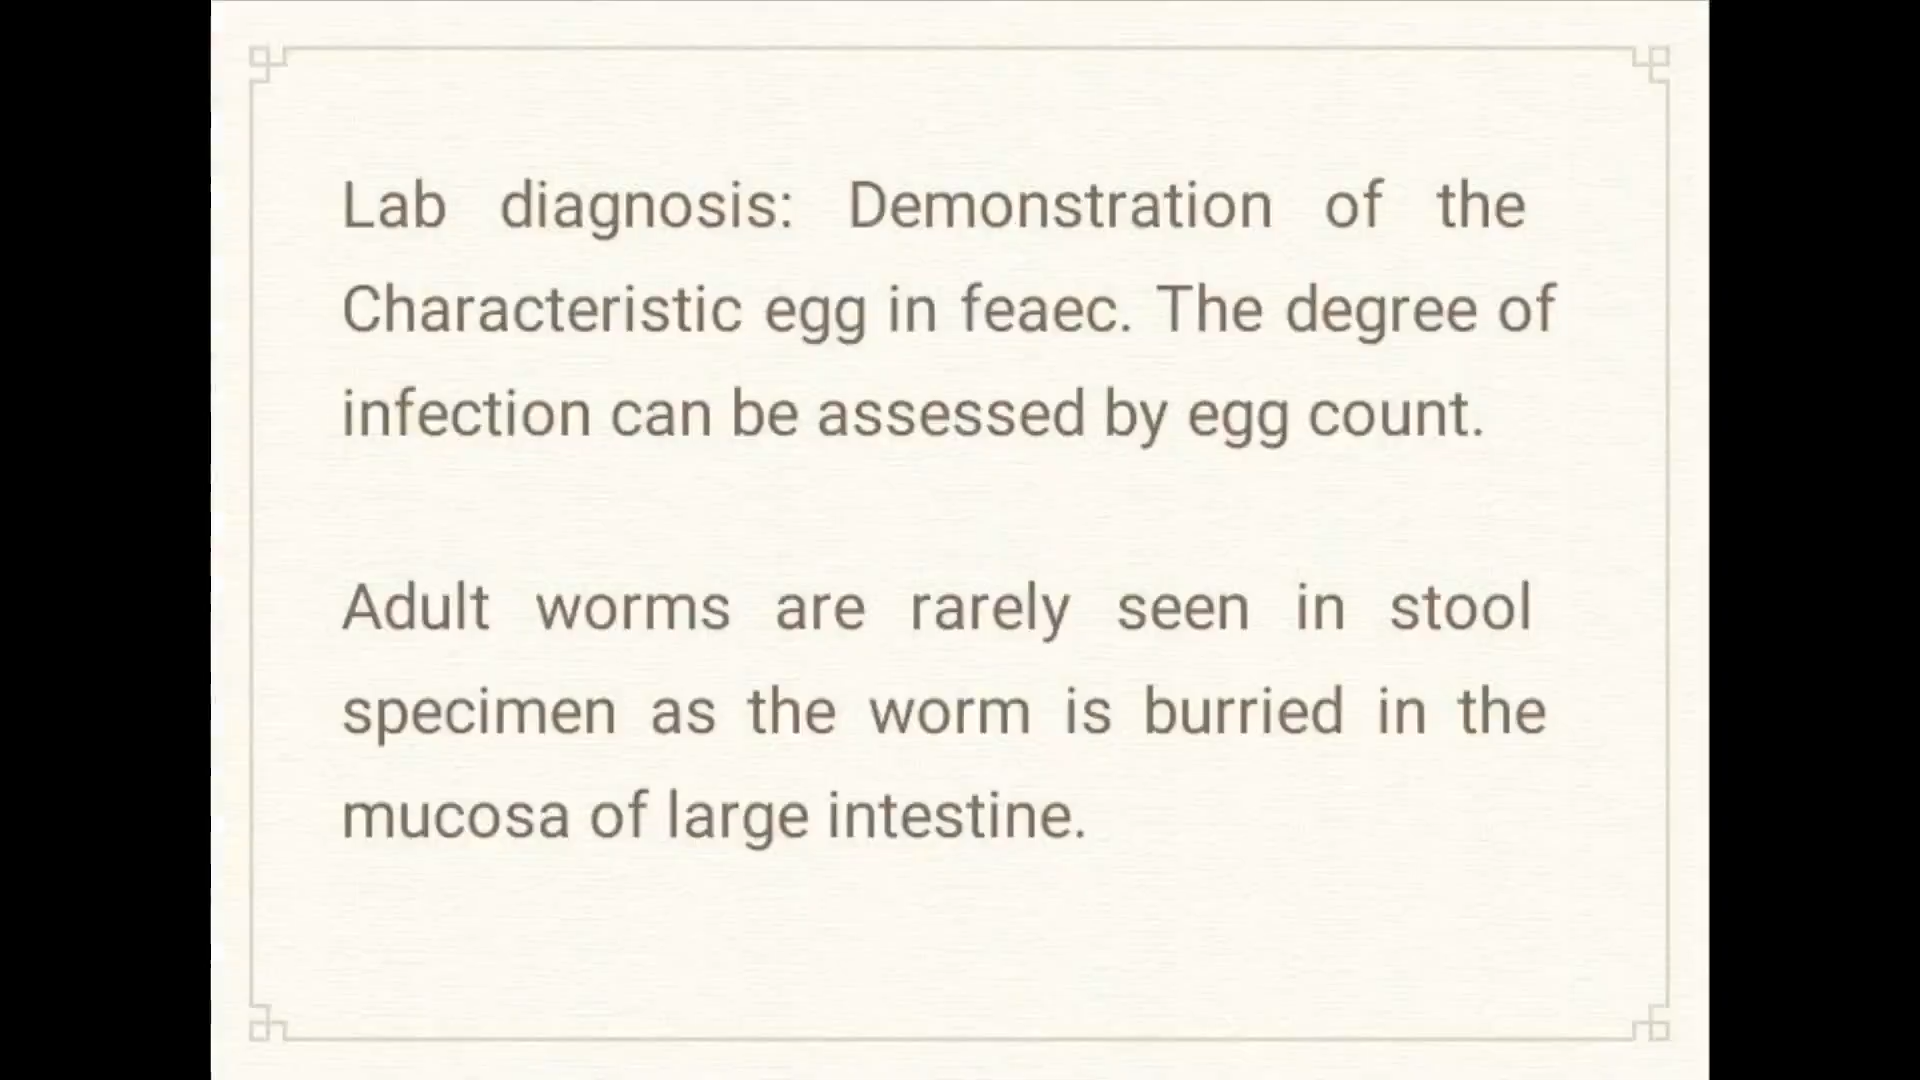 Lab diagnosis: Demonstration of the
Characteristic egg in feaec. The degree of
infection can be assessed by egg count.
Adult worms are rarely seen in stool
specimen as the worm is burried in the
mucosa of large intestine.